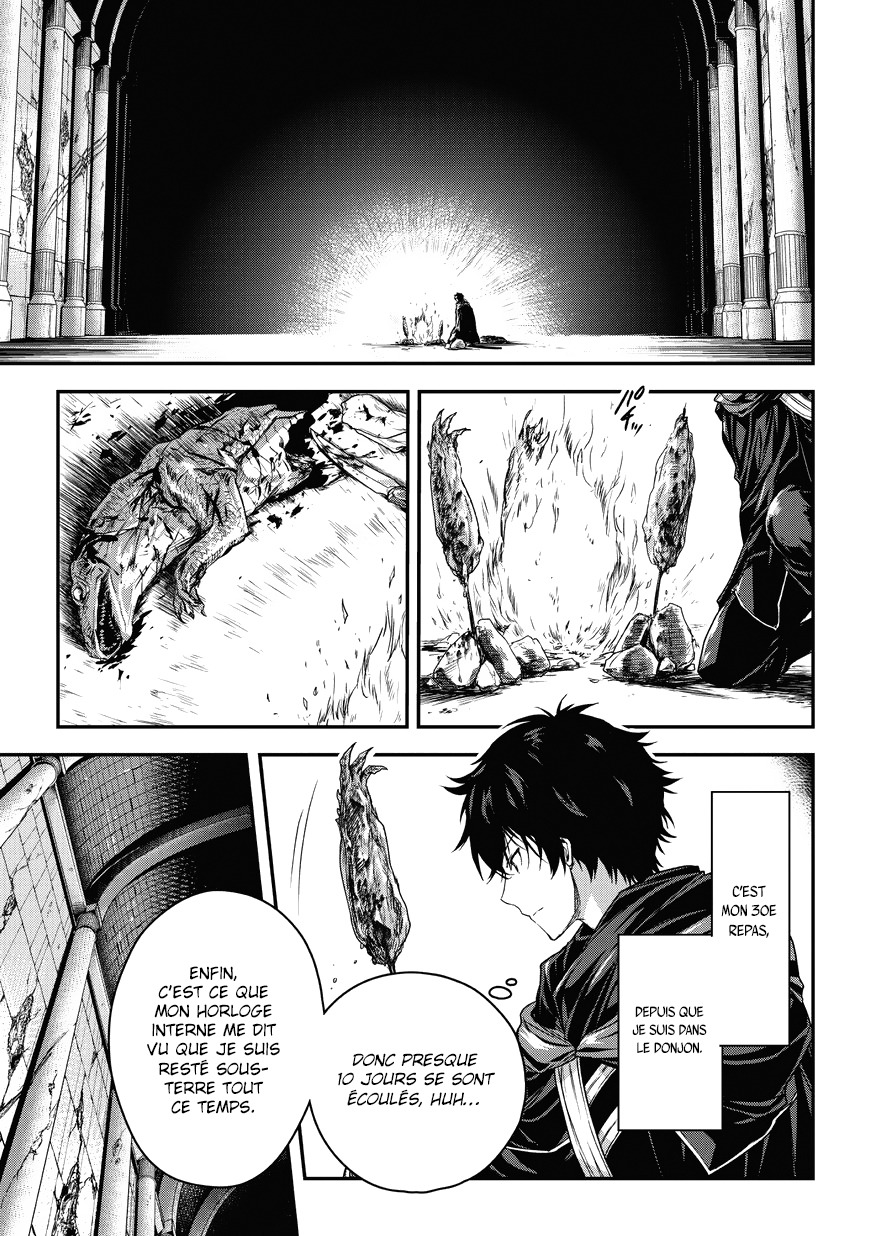 パチ…
C'EST
MON 30E
REPAS,
DEPUIS QUE
JE SUIS DANS
LE DONJON.
DONC PRESQUE
10 JOURS SE SONT
ÉCOULÉS, HUH...
ENFIN,
C'EST CE QUE
MON HORLOGE
INTERNE ME DIT
VU QUE JE SUIS
RESTÉ SOUS-
TERRE TOUT
CE TEMPS.